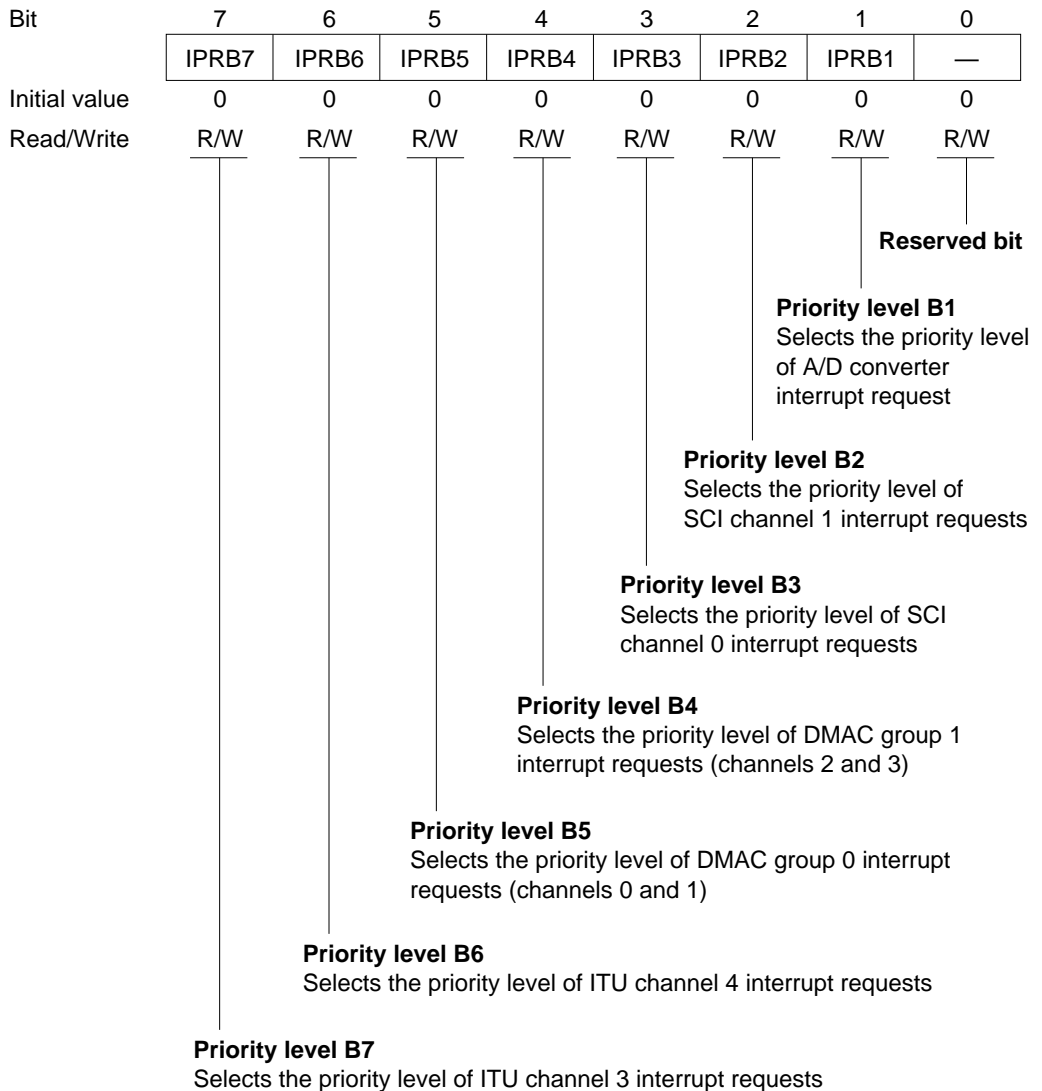 Bit 7 6 5 4 3 2 1 0
IPRB7 IPRB6 IPRB5 IPRB4 IPRB3 IPRB2 IPRB1 —
Initial value 0 0 0 0 0 0 0 0
Read/Write R/W R/W R/W R/W R/W R/W R/W R/W
Reserved bit
Priority level B1
Selects the priority level
of A/D converter
interrupt request
Priority level B2
Selects the priority level of
SCI channel 1 interrupt requests
Priority level B3
Selects the priority level of SCI
channel 0 interrupt requests
Priority level B4
Selects the priority level of DMAC group 1
interrupt requests (channels 2 and 3)
Priority level B5
Selects the priority level of DMAC group 0 interrupt
requests (channels 0 and 1)
Priority level B6
Selects the priority level of ITU channel 4 interrupt requests
Priority level B7
Selects the priority level of ITU channel 3 interrupt requests